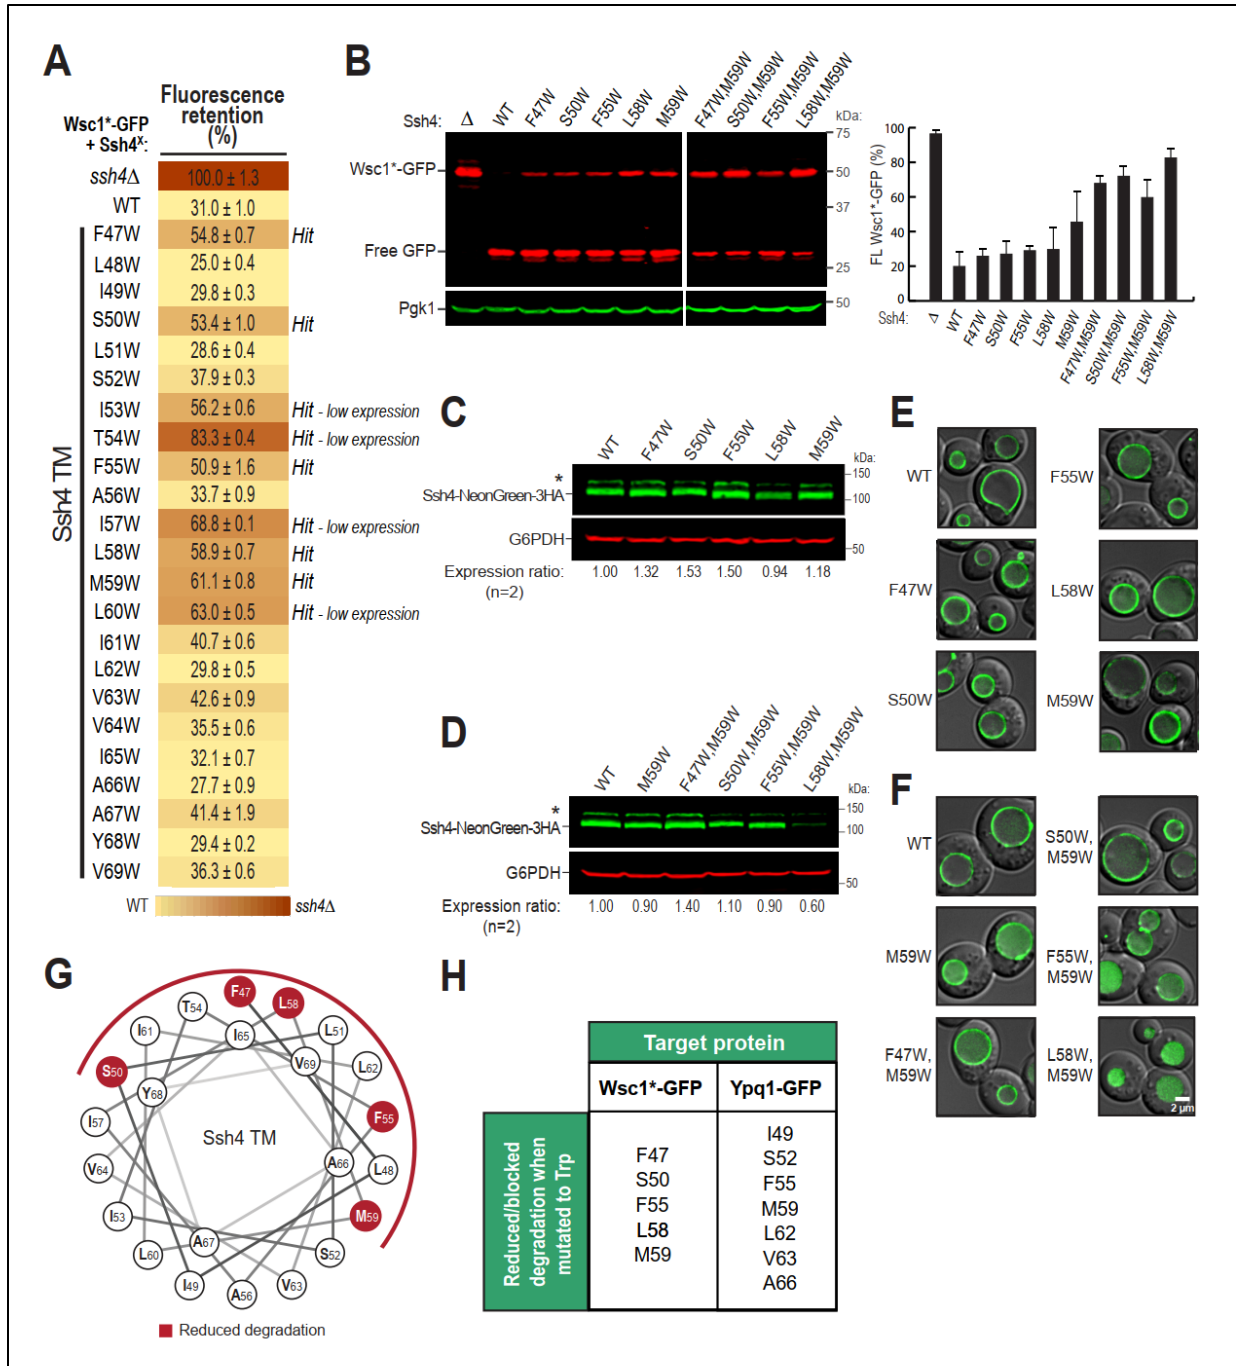 A
Fluorescence
retention
(%)
Wsc1*-GFP
+ Ssh4ˣ:
ssh4Δ 100.0 ± 1.3
WT 31.0 ± 1.0
F47W 54.8 ± 0.7 Hit
L48W 25.0 ± 0.4
I49W 29.8 ± 0.3
S50W 53.4 ± 1.0 Hit
L51W 28.6 ± 0.4
S52W 37.9 ± 0.3
I53W 56.2 ± 0.6 Hit - low expression
T54W 83.3 ± 0.4 Hit - low expression
F55W 50.9 ± 1.6 Hit
A56W 33.7 ± 0.9
I57W 68.8 ± 0.1 Hit - low expression
L58W 58.9 ± 0.7 Hit
M59W 61.1 ± 0.8 Hit
L60W 63.0 ± 0.5 Hit - low expression
I61W 40.7 ± 0.6
L62W 29.8 ± 0.5
V63W 42.6 ± 0.9
V64W 35.5 ± 0.6
I65W 32.1 ± 0.7
A66W 27.7 ± 0.9
A67W 41.4 ± 1.9
Y68W 29.4 ± 0.2
V69W 36.3 ± 0.6
Ssh4 TM
WT ssh4Δ
B
Ssh4: Δ WT F47W S50W F55W L58W M59W F47W,M59W S50W,M59W F55W,M59W L58W,M59W
kDa:
75
Wsc1*-GFP 50
37
Free GFP
25
Pgk1 50
FL Wsc1*-GFP (%)
100
80
60
40
20
0
Ssh4: Δ WT F47W S50W F55W L58W M59W F47W,M59W S50W,M59W F55W,M59W L58W,M59W
C
WT F47W S50W F55W L58W M59W
kDa:
* 150
Ssh4-NeonGreen-3HA 100
G6PDH
50
Expression ratio: 1.00 1.32 1.53 1.50 0.94 1.18
(n=2)
D
WT M59W F47W,M59W S50W,M59W F55W,M59W L58W,M59W
kDa:
* 150
Ssh4-NeonGreen-3HA 100
G6PDH
50
Expression ratio: 1.00 0.90 1.40 1.10 0.90 0.60
(n=2)
E
WT F55W
F47W L58W
S50W M59W
F
WT S50W,
M59W
M59W F55W,
M59W
F47W,
M59W
L58W,
M59W
2 µm
G
F47
L58
T54
L51
I61
I65
V69
L62
S50
Y68
F55
I57
Ssh4 TM
V64
A66
L48
I53
M59
A67
L60
S52
I49
A56
V63
Reduced degradation
H
Target protein
Wsc1*-GFP Ypq1-GFP
Reduced/blocked
degradation when
mutated to Trp
F47
S50
F55
L58
M59
I49
S52
F55
M59
L62
V63
A66